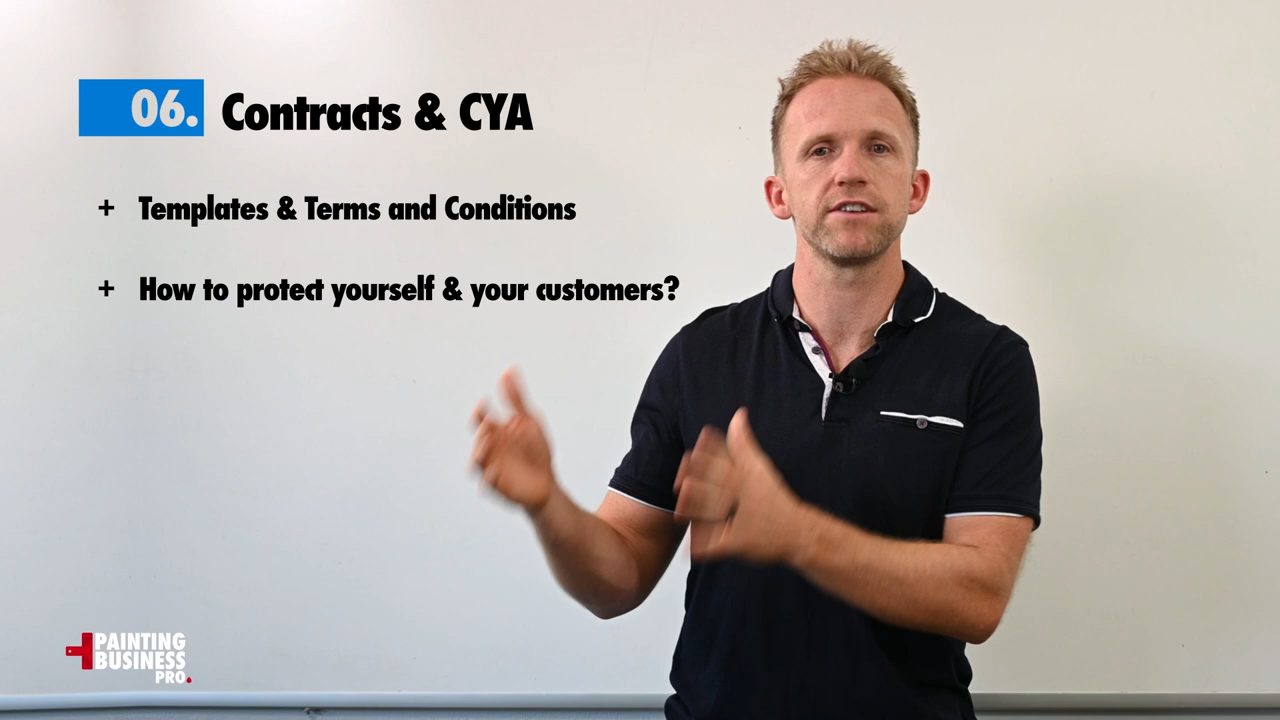 06. Contracts & CYA
+ Templates & Terms and Conditions
+ How to protect yourself & your customers?
PAINTING
BUSINESS
PRO.